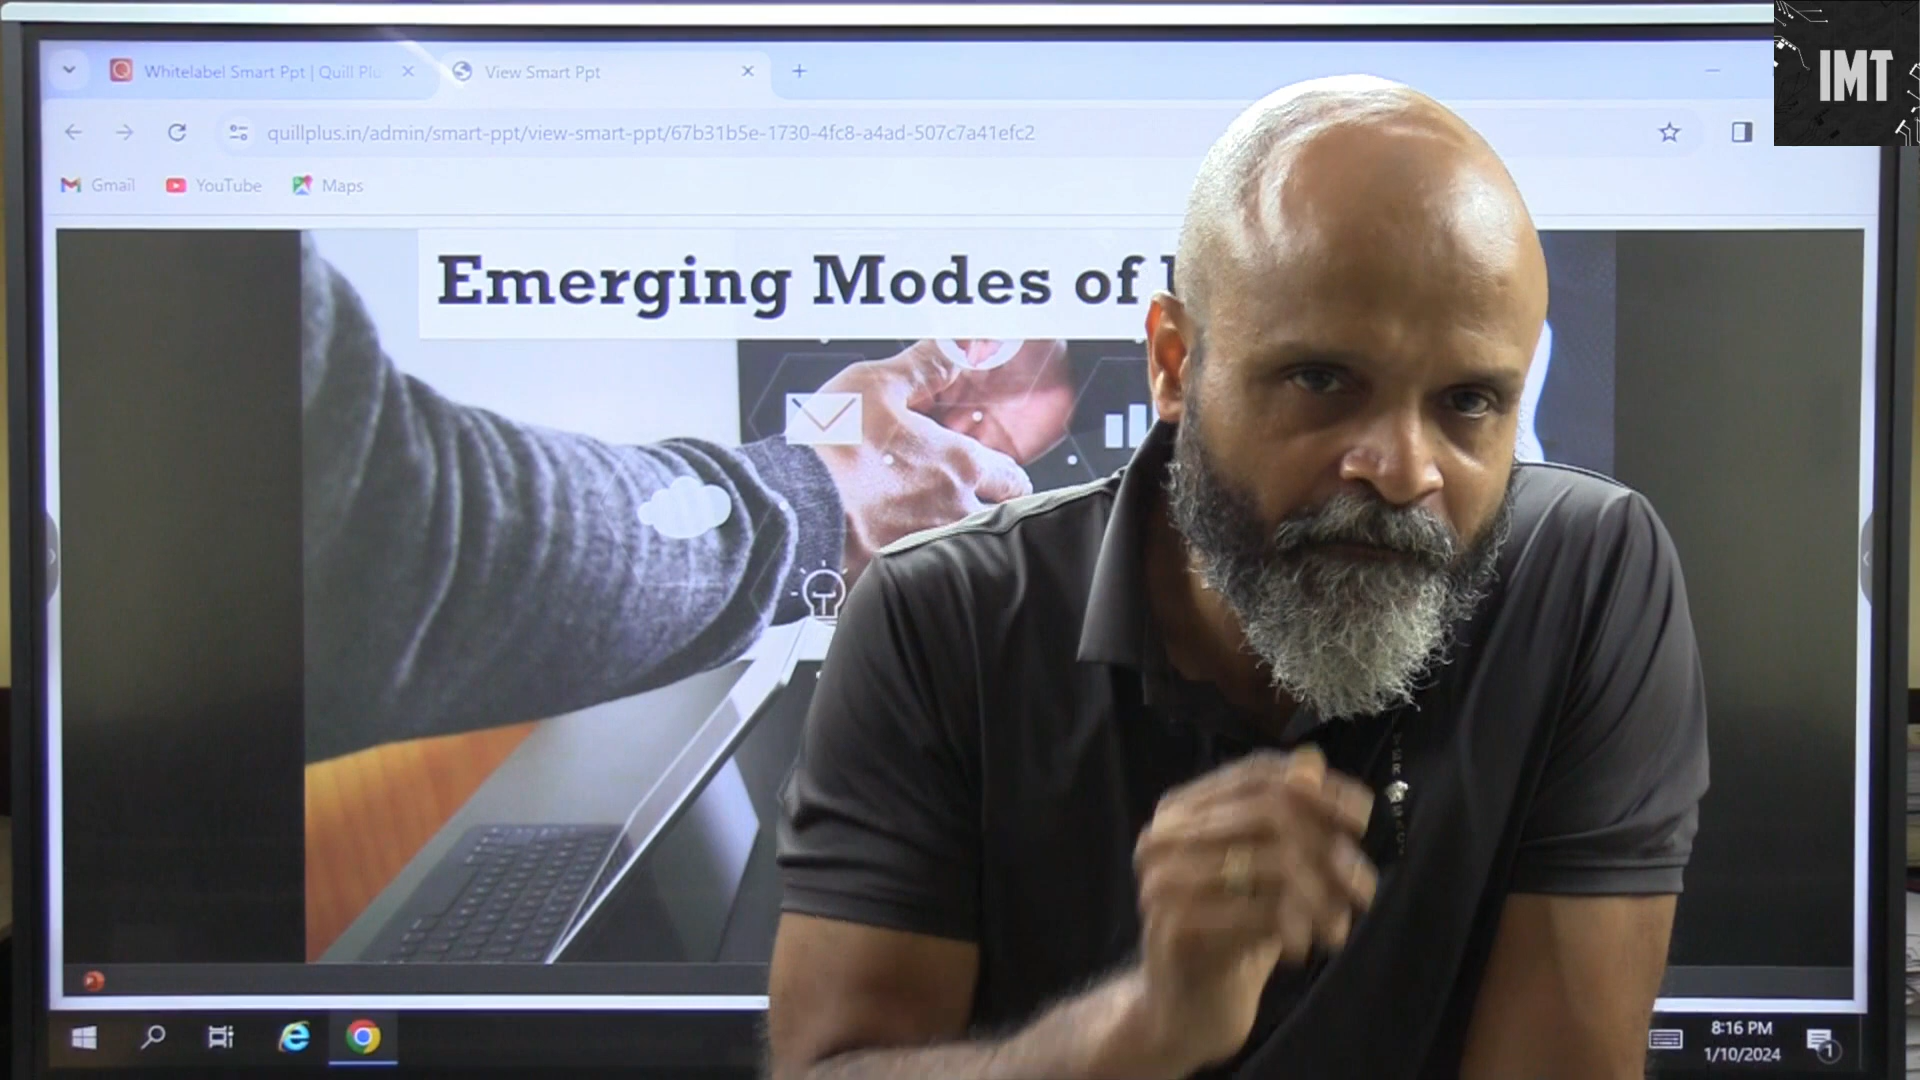 IMT
Whitelabel Smart Ppt | Quill Plu
View Smart Ppt
quillplus.in/admin/smart-ppt/view-smart-ppt/67b31b5e-1730-4fc8-a4ad-507c7a41efc2
Gmail
YouTube
Maps
Emerging Modes of
8:16 PM
1/10/2024
1